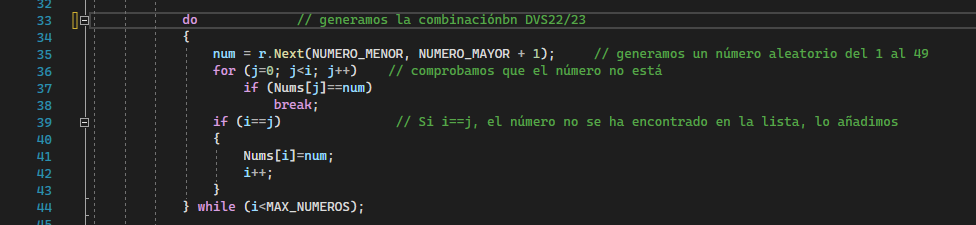 32
33 do // generamos la combinaciónbn DVS22/23
34 {
35 num = r.Next(NUMERO_MENOR, NUMERO_MAYOR + 1); // generamos un número aleatorio del 1 al 49
36 for (j=0; j<i; j++) // comprobamos que el número no está
37 if (Nums[j]==num)
38 break;
39 if (i==j) // Si i==j, el número no se ha encontrado en la lista, lo añadimos
40 {
41 Nums[i]=num;
42 i++;
43 }
44 } while (i<MAX_NUMEROS);
45